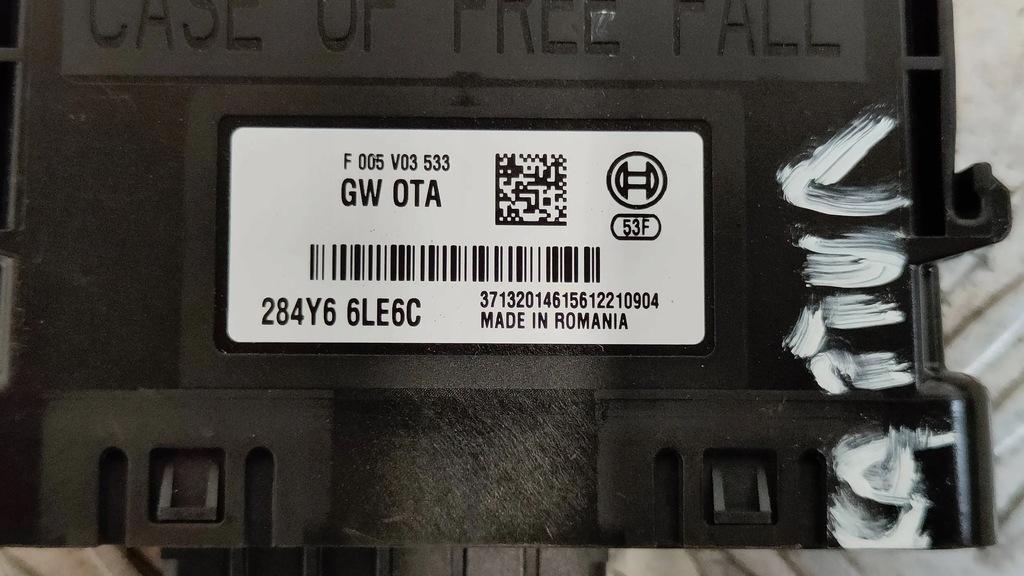 CASE OF FREE FALL
F 005 V03 533
GW OTA
53F
284Y6 6LE6C
37132014615612210904
MADE IN ROMANIA